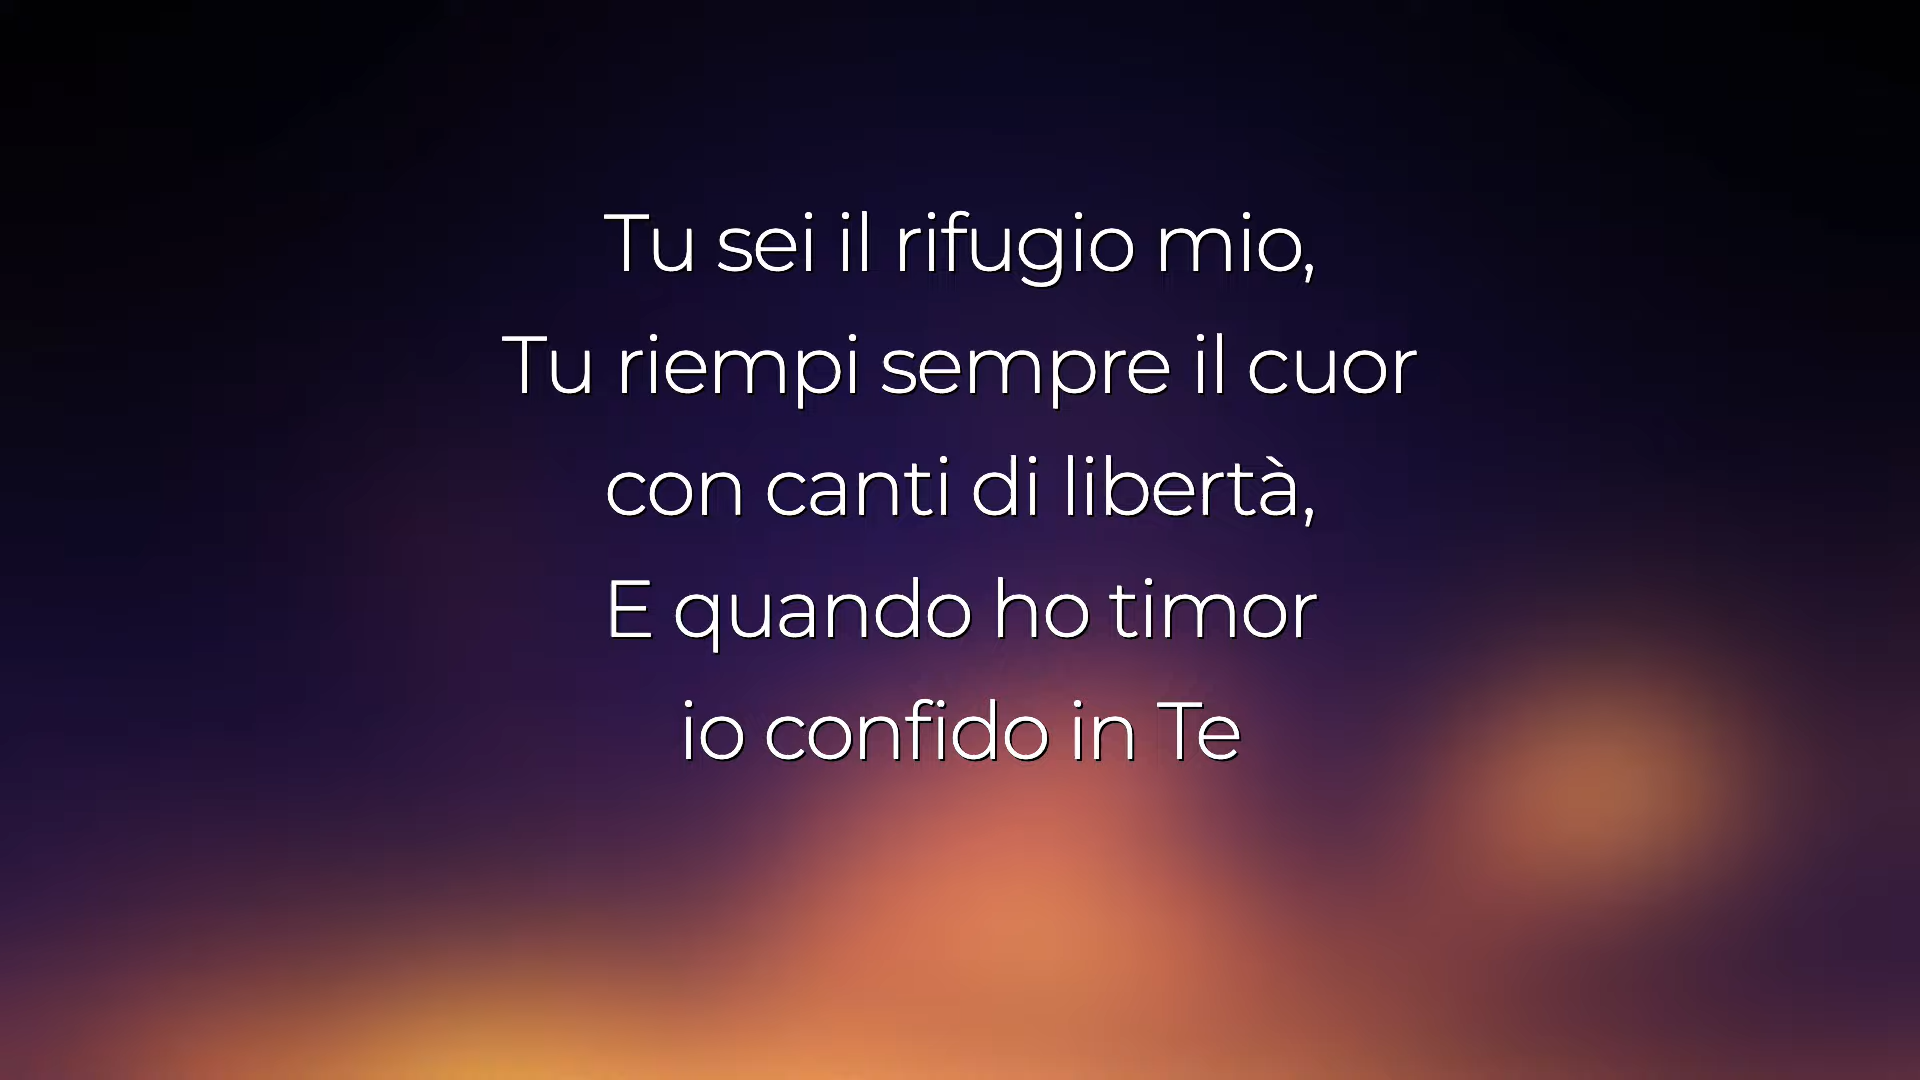 Tu sei il rifugio mio,
Tu riempi sempre il cuor
con canti di libertà,
E quando ho timor
io confido in Te